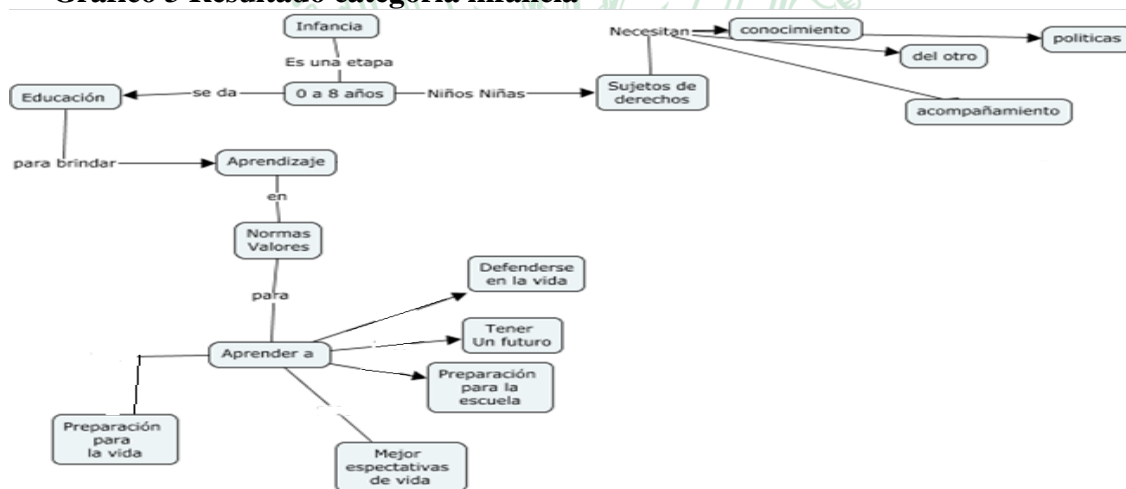 Gráfico 3 Resultado categoría infancia
Infancia
Es una etapa
0 a 8 años
se da
Educación
Niños Niñas
Sujetos de
derechos
Necesitan
conocimiento
politicas
del otro
acompañamiento
para brindar
Aprendizaje
en
Normas
Valores
para
Aprender a
Defenderse
en la vida
Tener
Un futuro
Preparación
para la
escuela
Preparación
para
la vida
Mejor
espectativas
de vida